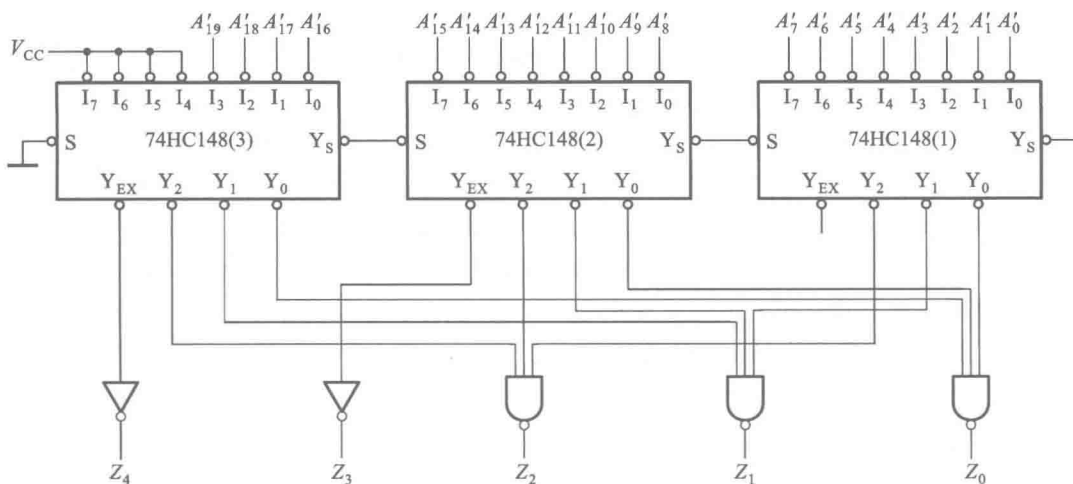 A′19 A′18 A′17 A′16 A′15 A′14 A′13 A′12 A′11 A′10 A′9 A′8 A′7 A′6 A′5 A′4 A′3 A′2 A′1 A′0
VCC
I7 I6 I5 I4 I3 I2 I1 I0 I7 I6 I5 I4 I3 I2 I1 I0 I7 I6 I5 I4 I3 I2 I1 I0
S 74HC148(3) YS S 74HC148(2) YS S 74HC148(1) YS
YEX Y2 Y1 Y0 YEX Y2 Y1 Y0 YEX Y2 Y1 Y0
Z4 Z3 Z2 Z1 Z0